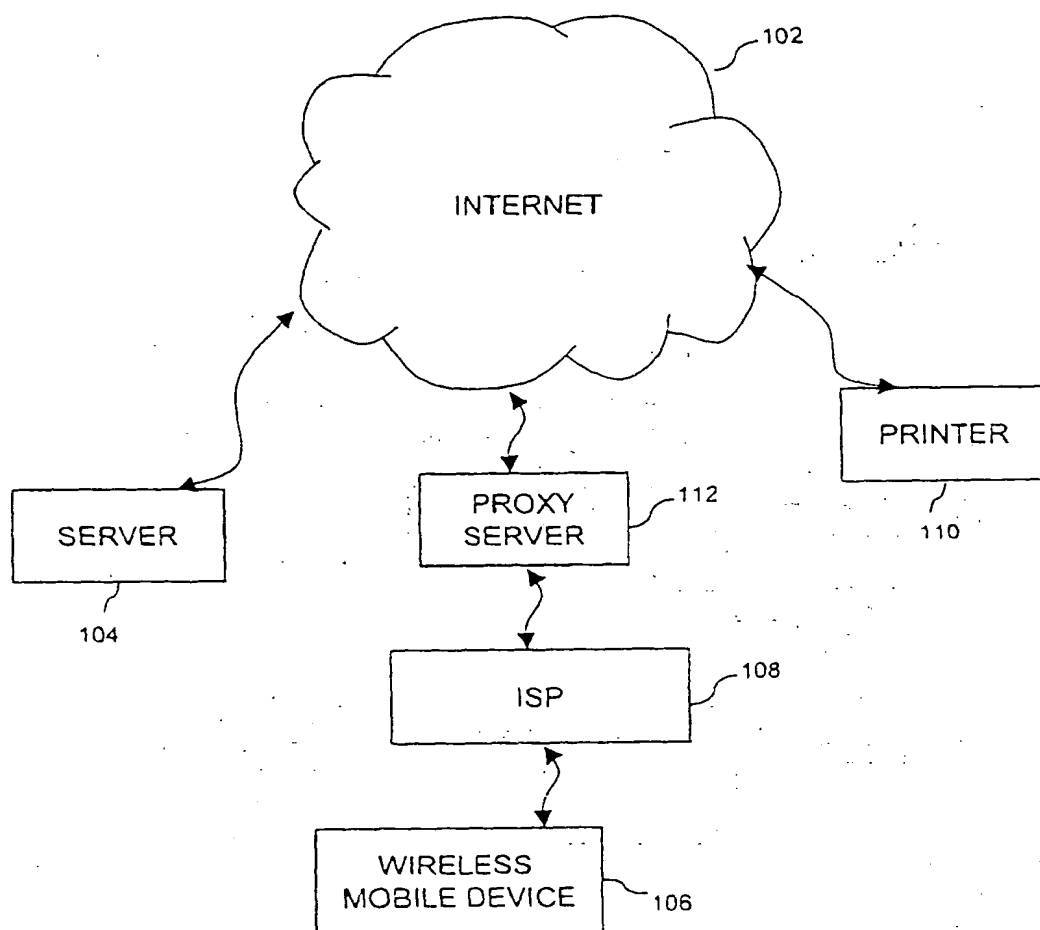 102
INTERNET
PRINTER
110
PROXY
SERVER
112
SERVER
104
ISP
108
WIRELESS
MOBILE DEVICE
106